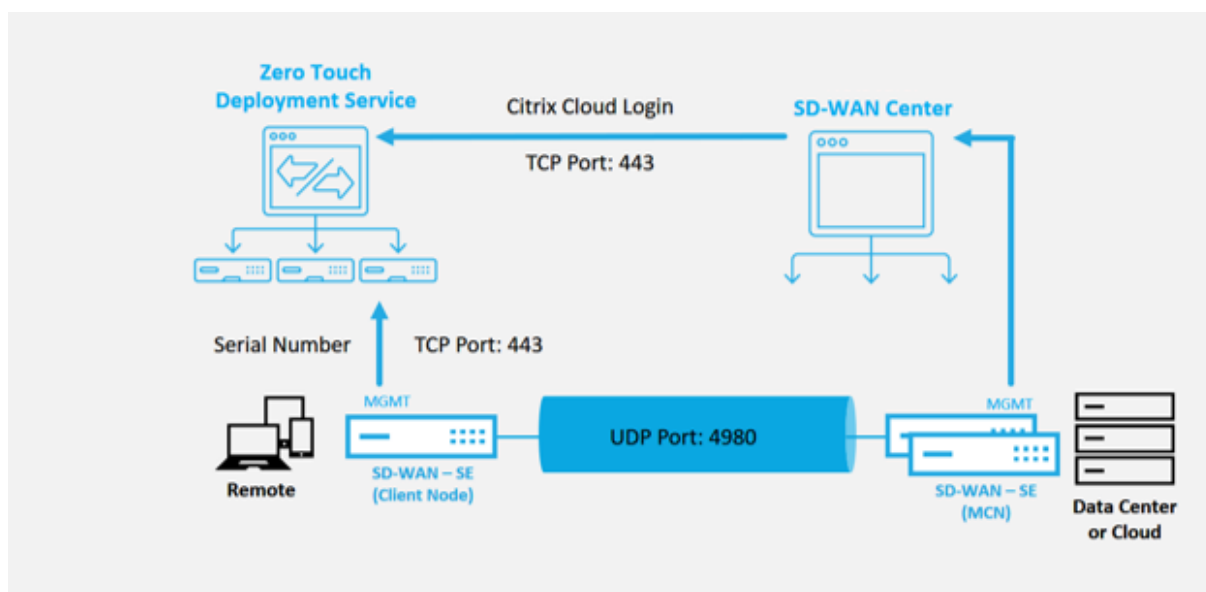 Zero Touch
Deployment Service
Citrix Cloud Login
SD-WAN Center
TCP Port: 443
Serial Number
TCP Port: 443
MGMT
MGMT
UDP Port: 4980
SD-WAN – SE
(Client Node)
Remote
SD-WAN – SE
(MCN)
Data Center
or Cloud